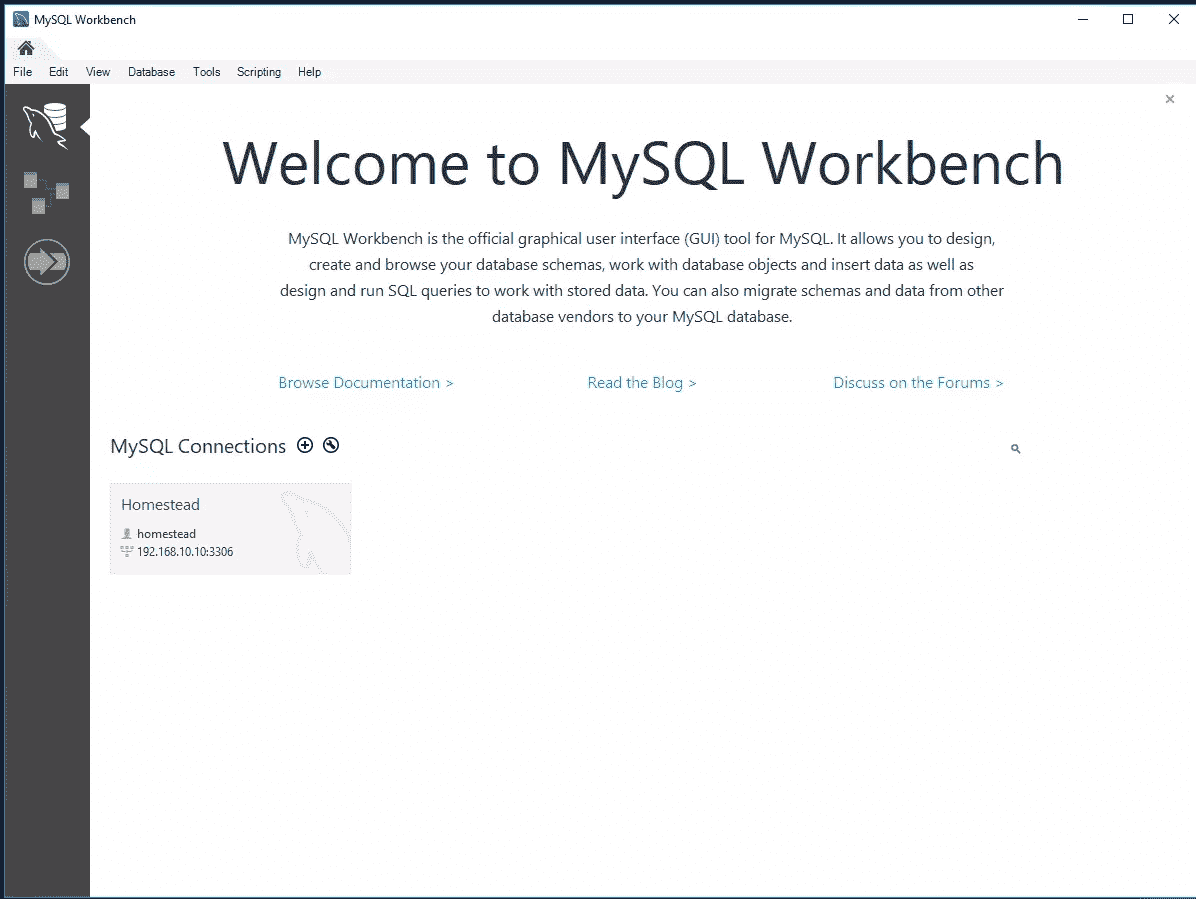 MySQL Workbench
File Edit View Database Tools Scripting Help
Welcome to MySQL Workbench
MySQL Workbench is the official graphical user interface (GUI) tool for MySQL. It allows you to design,
create and browse your database schemas, work with database objects and insert data as well as
design and run SQL queries to work with stored data. You can also migrate schemas and data from other
database vendors to your MySQL database.
Browse Documentation > Read the Blog > Discuss on the Forums >
MySQL Connections
Homestead
homestead
192.168.10.10:3306